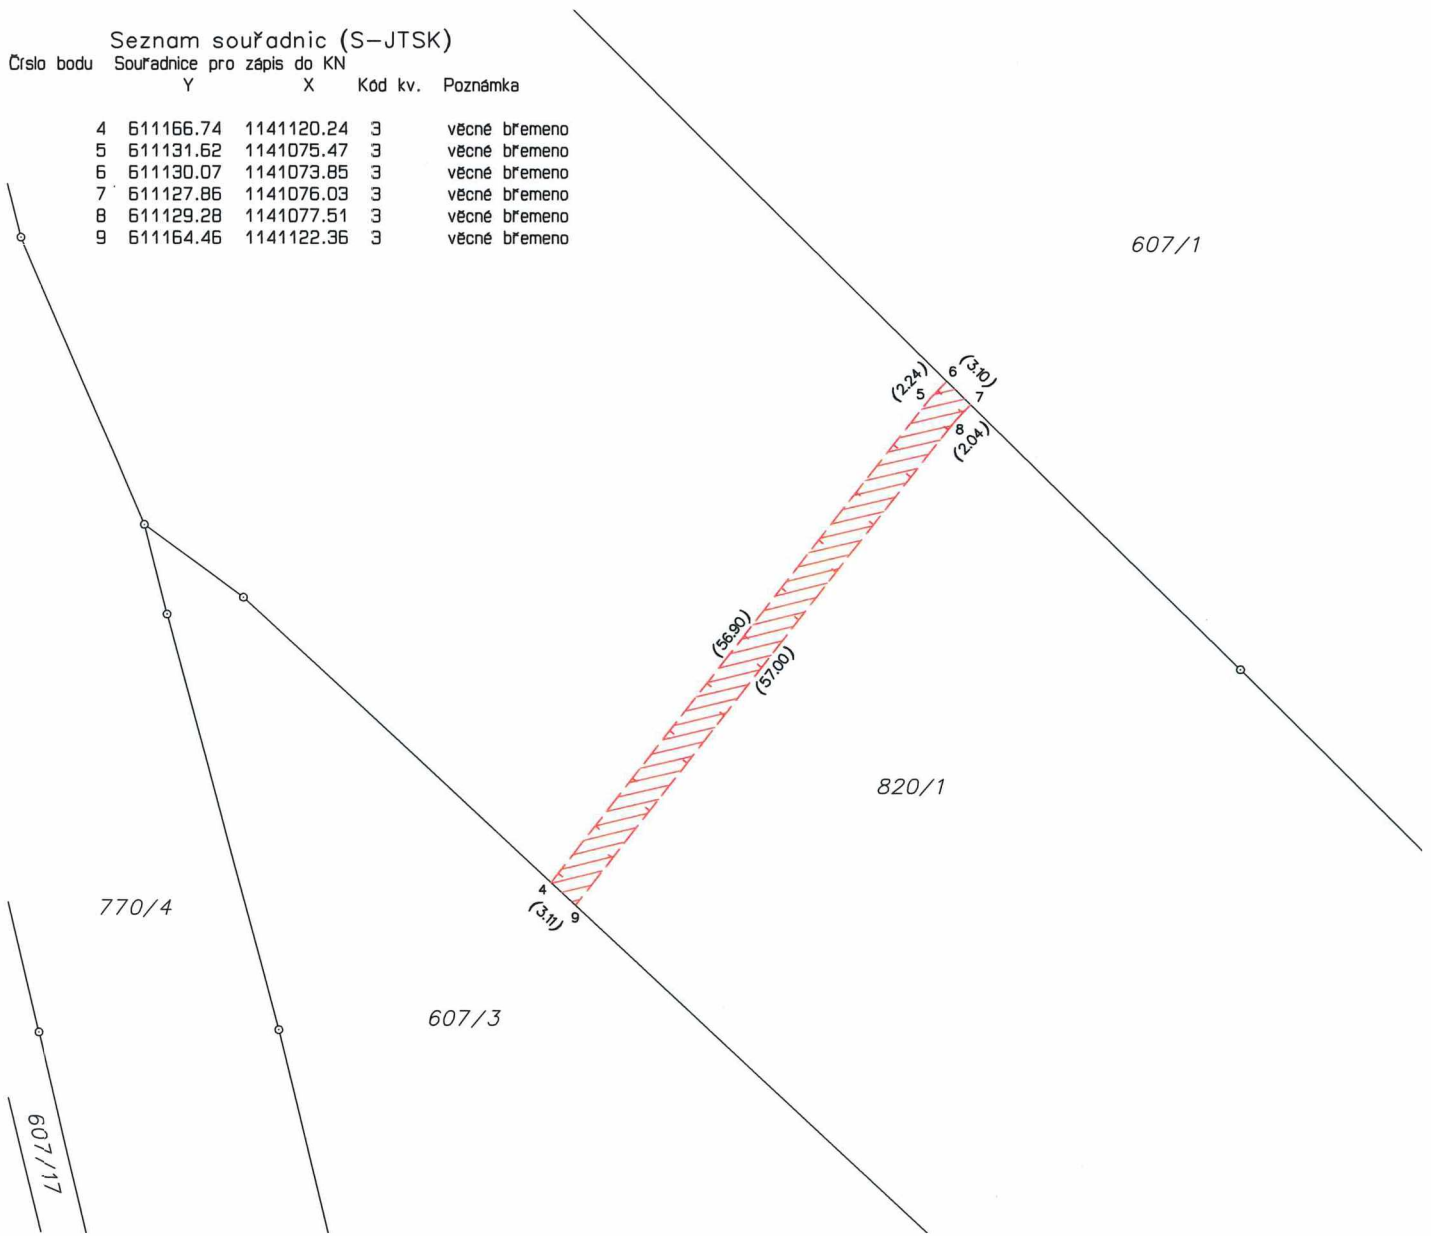 Seznam souřadnic (S-JTSK)
Číslo bodu Souřadnice pro zápis do KN
Y X Kód kv. Poznámka
4 611166.74 1141120.24 3 věcné břemeno
5 611131.62 1141075.47 3 věcné břemeno
6 611130.07 1141073.85 3 věcné břemeno
7 611127.86 1141076.03 3 věcné břemeno
8 611129.28 1141077.51 3 věcné břemeno
9 611164.46 1141122.36 3 věcné břemeno
607/1
(2.24)
5
6
(3.10)
7
8
(2.04)
(56.90)
(57.00)
820/1
4
(3.11)
9
770/4
607/3
607/17